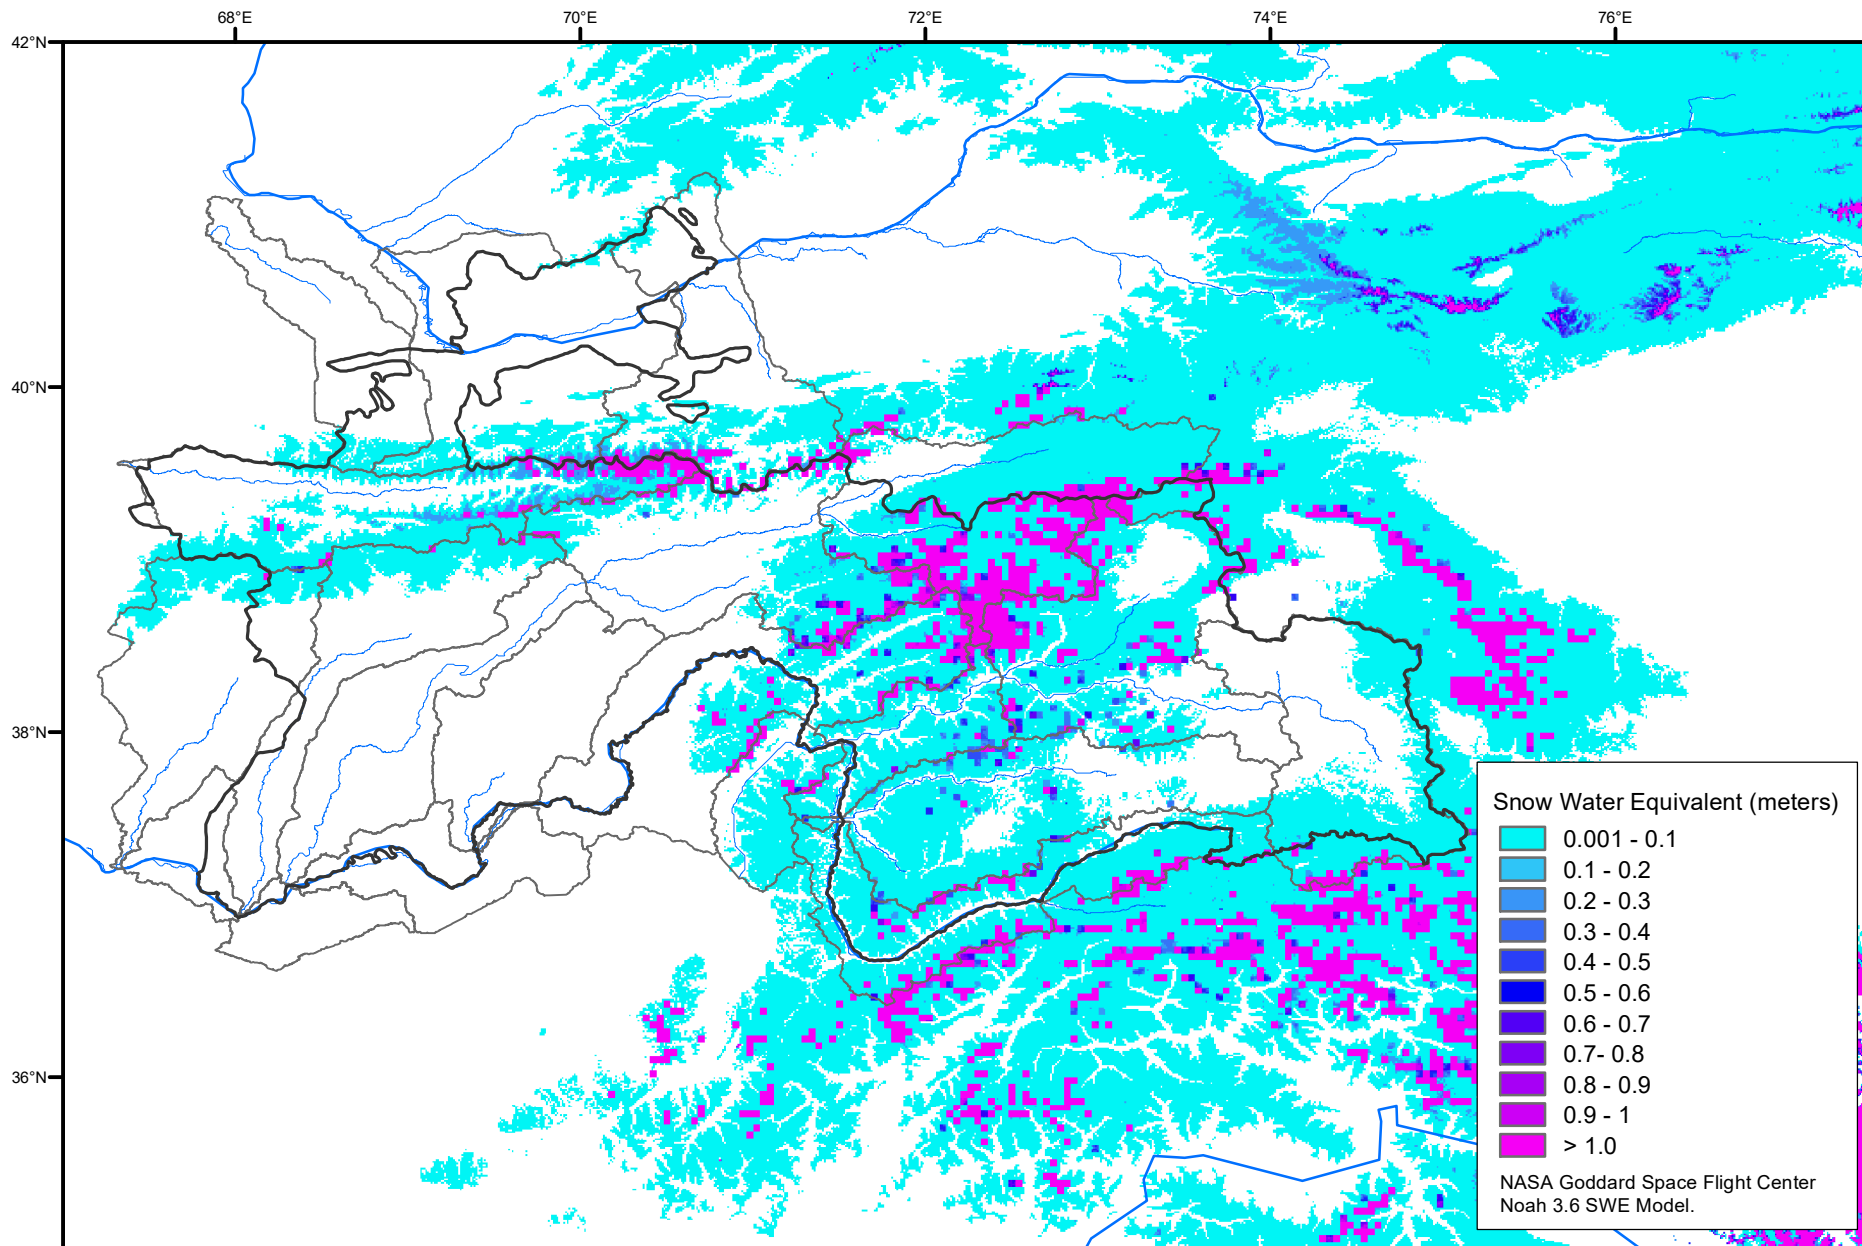 68°E
70°E
72°E
74°E
76°E
42°N
40°N
38°N
36°N
Snow Water Equivalent (meters)
0.001 - 0.1
0.1 - 0.2
0.2 - 0.3
0.3 - 0.4
0.4 - 0.5
0.5 - 0.6
0.6 - 0.7
0.7- 0.8
0.8 - 0.9
0.9 - 1
> 1.0
NASA Goddard Space Flight Center
Noah 3.6 SWE Model.